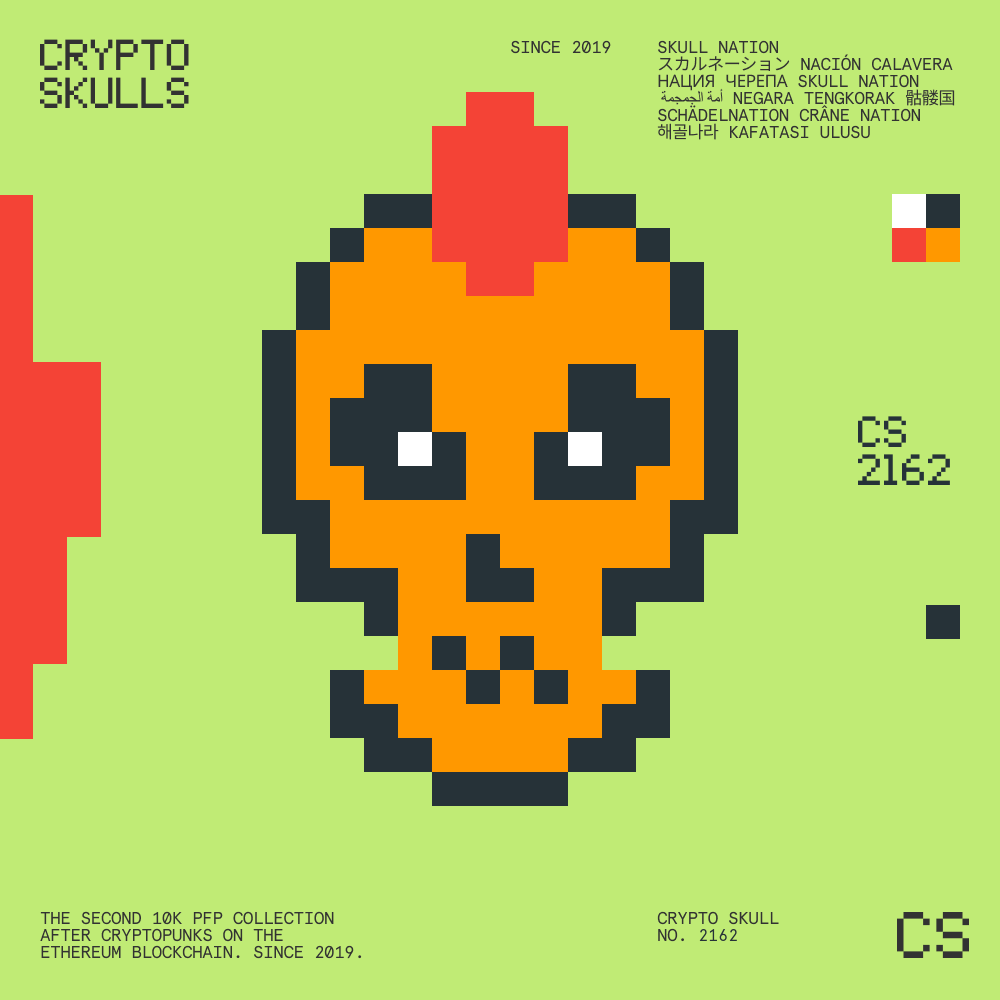 CRYPTO
SKULLS
SINCE 2019
SKULL NATION
スカルネーション NACIÓN CALAVERA
НАЦИЯ ЧЕРЕПА SKULL NATION
أمة الجمجمة NEGARA TENGKORAK 骷髅国
SCHÄDELNATION CRÂNE NATION
해골나라 KAFATASI ULUSU
CS
2162
THE SECOND 10K PFP COLLECTION
AFTER CRYPTOPUNKS ON THE
ETHEREUM BLOCKCHAIN. SINCE 2019.
CRYPTO SKULL
NO. 2162
CS